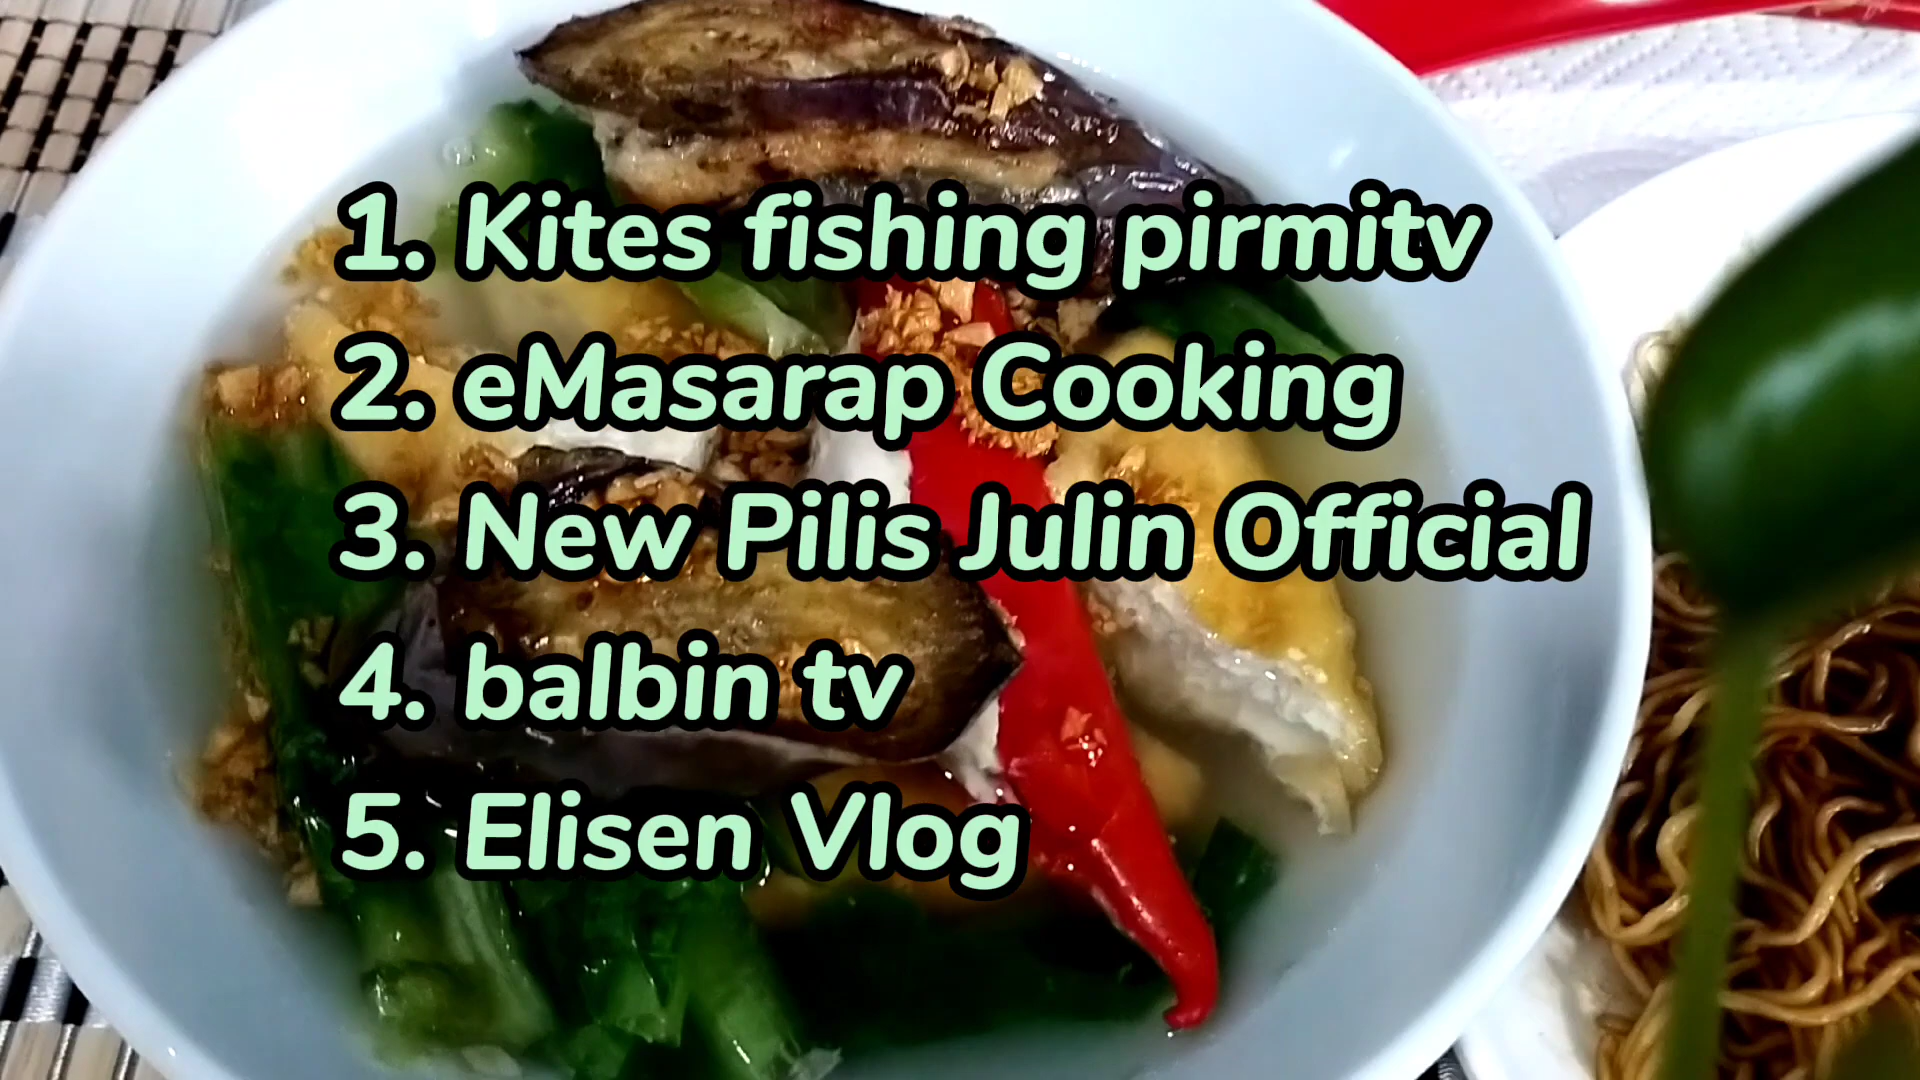 1. Kites fishing pirmitv
2. eMasarap Cooking
3. New Pilis Julin Official
4. balbin tv
5. Elisen Vlog